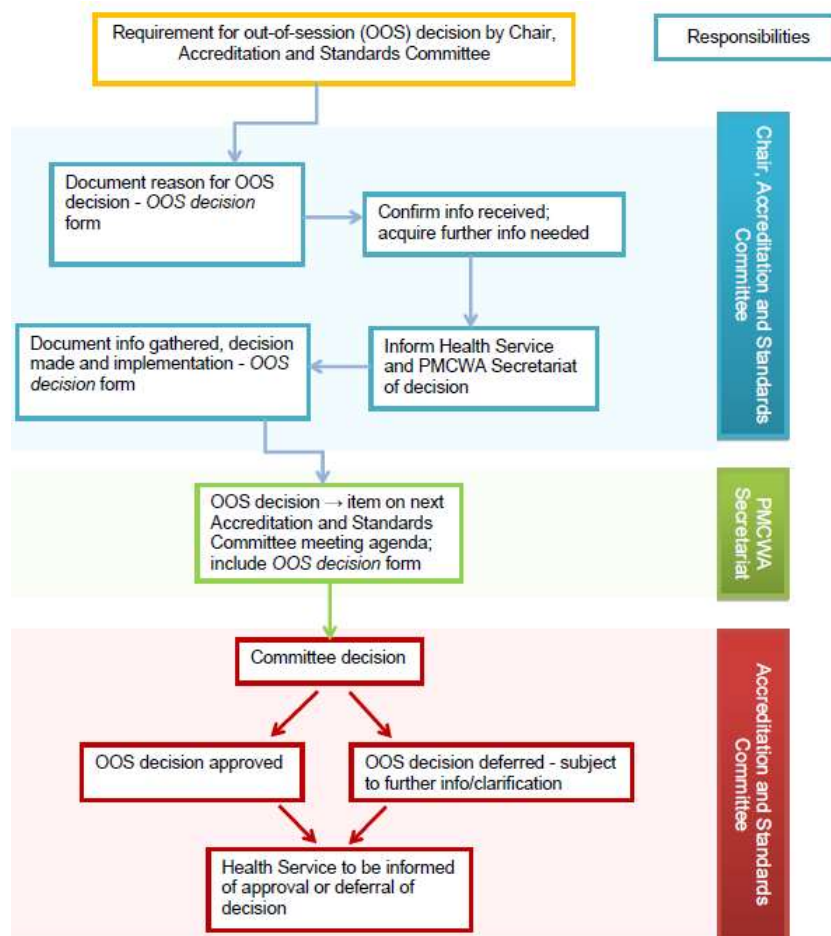 Requirement for out-of-session (OOS) decision by Chair,
Accreditation and Standards Committee
Responsibilities
Document reason for OOS
decision - OOS decision
form
Confirm info received;
acquire further info needed
Document info gathered, decision
made and implementation - OOS
decision form
Inform Health Service
and PMCWA Secretariat
of decision
Chair, Accreditation and Standards
Committee
OOS decision → item on next
Accreditation and Standards
Committee meeting agenda;
include OOS decision form
PMCWA
Secretariat
Committee decision
OOS decision approved
OOS decision deferred - subject
to further info/clarification
Health Service to be informed
of approval or deferral of
decision
Accreditation and Standards
Committee